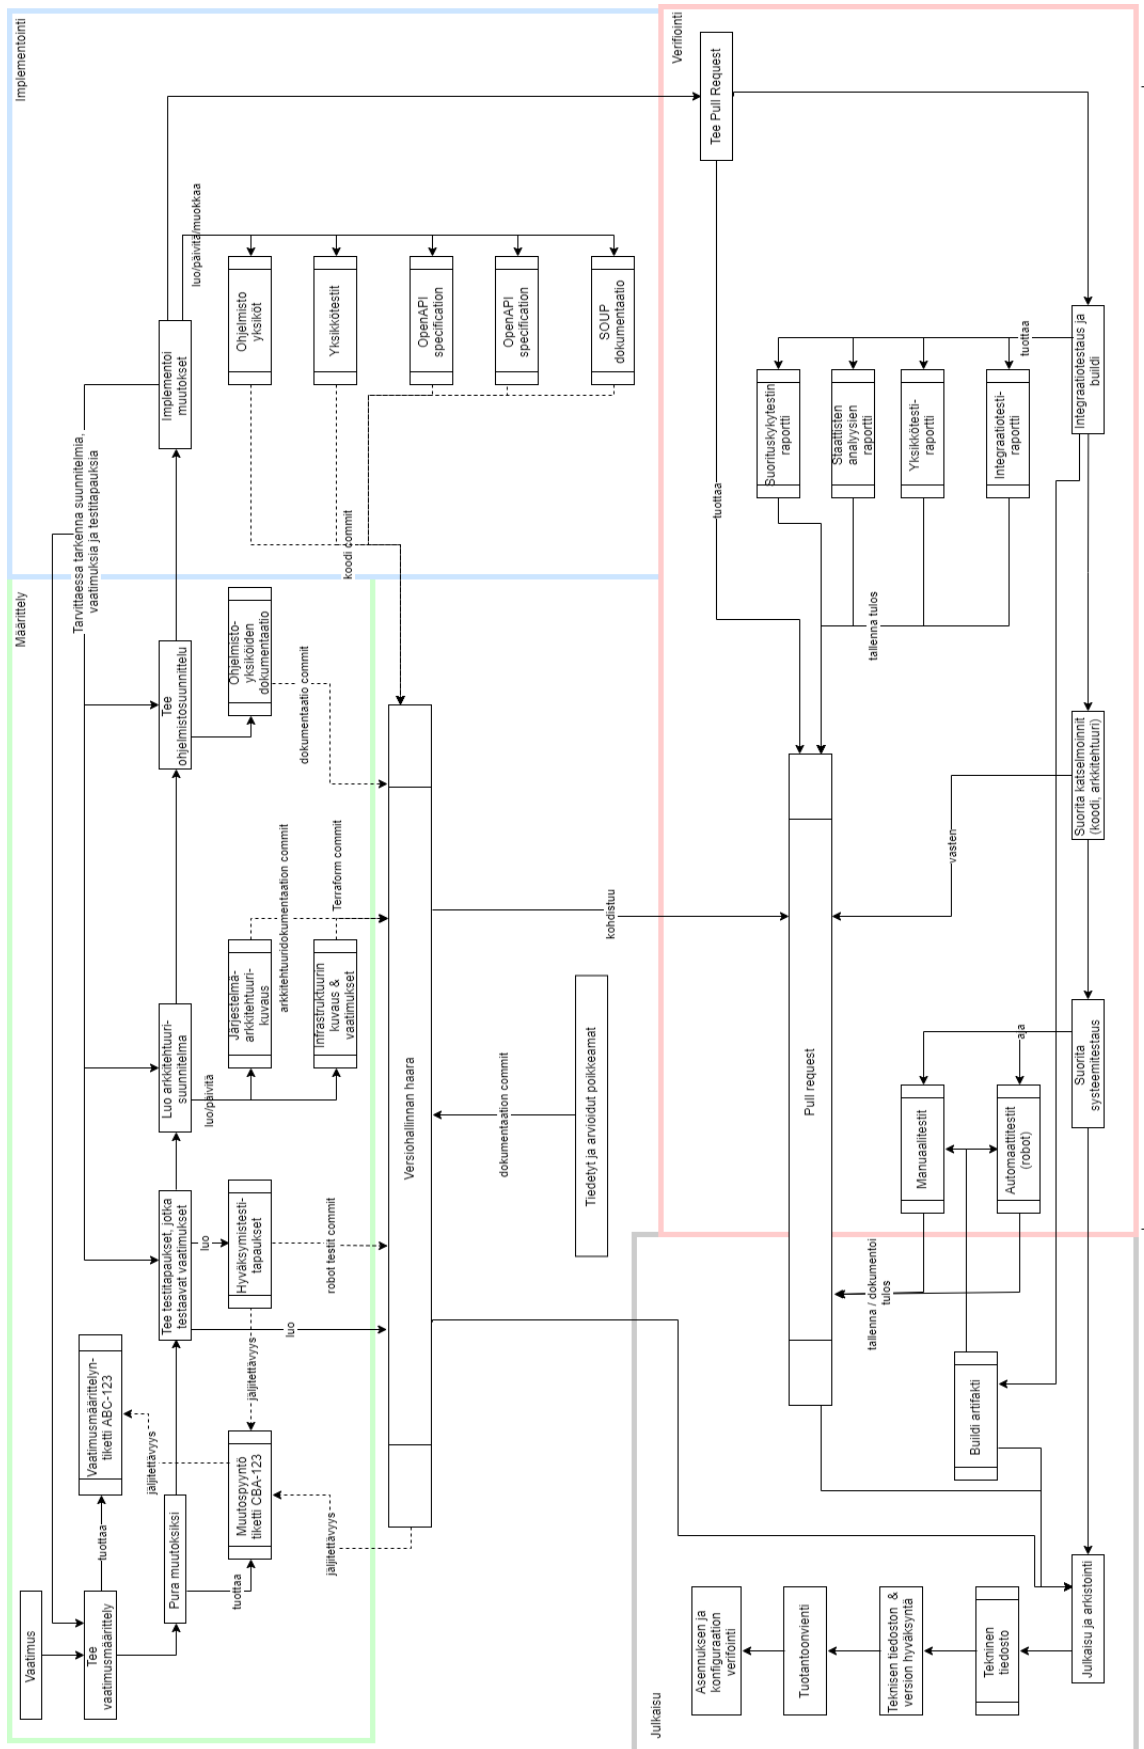 Määrittely
Vaatimus
Tee
vaatimusmäärittely
tuottaa
Vaatimusmäärittelyn-
tiketti ABC-123
Pura muutoksiksi
tuottaa
Muutospyyntö
tiketti CBA-123
jäljitettävyys
jäljitettävyys
jäljitettävyys
Tee testitapaukset, jotka
testaavat vaatimukset
luo
luo
Hyväksymistesti-
tapaukset
robot testit commit
Luo arkkitehtuuri-
suunnitelma
luo/päivitä
Järjestelmä-
arkkitehtuuri-
kuvaus
arkkitehtuuridokumentaation commit
Infrastruktuurin
kuvaus &
vaatimukset
Terraform commit
Tee
ohjelmistosuunnittelu
Ohjelmisto-
yksiköiden
dokumentaatio
dokumentaatio commit
Tarvittaessa tarkenna suunnitelmia,
vaatimuksia ja testitapauksia
Versiohallinnan haara
Implementointi
Implementoi
muutokset
luo/päivitä/muokkaa
Ohjelmisto
yksiköt
Yksikkötestit
OpenAPI
specification
OpenAPI
specification
SOUP
dokumentaatio
koodi commit
dokumentaation commit
Tiedetyt ja arvioidut poikkeamat
kohdistuu
Verifiointi
Tee Pull Request
tuottaa
Pull request
Integraatiotestaus ja
buildi
tuottaa
Suorituskykytestin
raportti
Staattisten
analyysien
raportti
Yksikkötesti-
raportti
Integraatiotesti-
raportti
tallenna tulos
Suorita katselmoinnit
(koodi, arkkitehtuuri)
vasten
Suorita
systeemitestaus
aja
Manuaalitestit
Automaattitestit
(robot)
tallenna / dokumentoi
tulos
Buildi artifakti
Julkaisu
Julkaisu ja arkistointi
Tekninen
tiedosto
Teknisen tiedoston &
version hyväksyntä
Tuotantoonvienti
Asennuksen ja
konfiguraation
verifointi